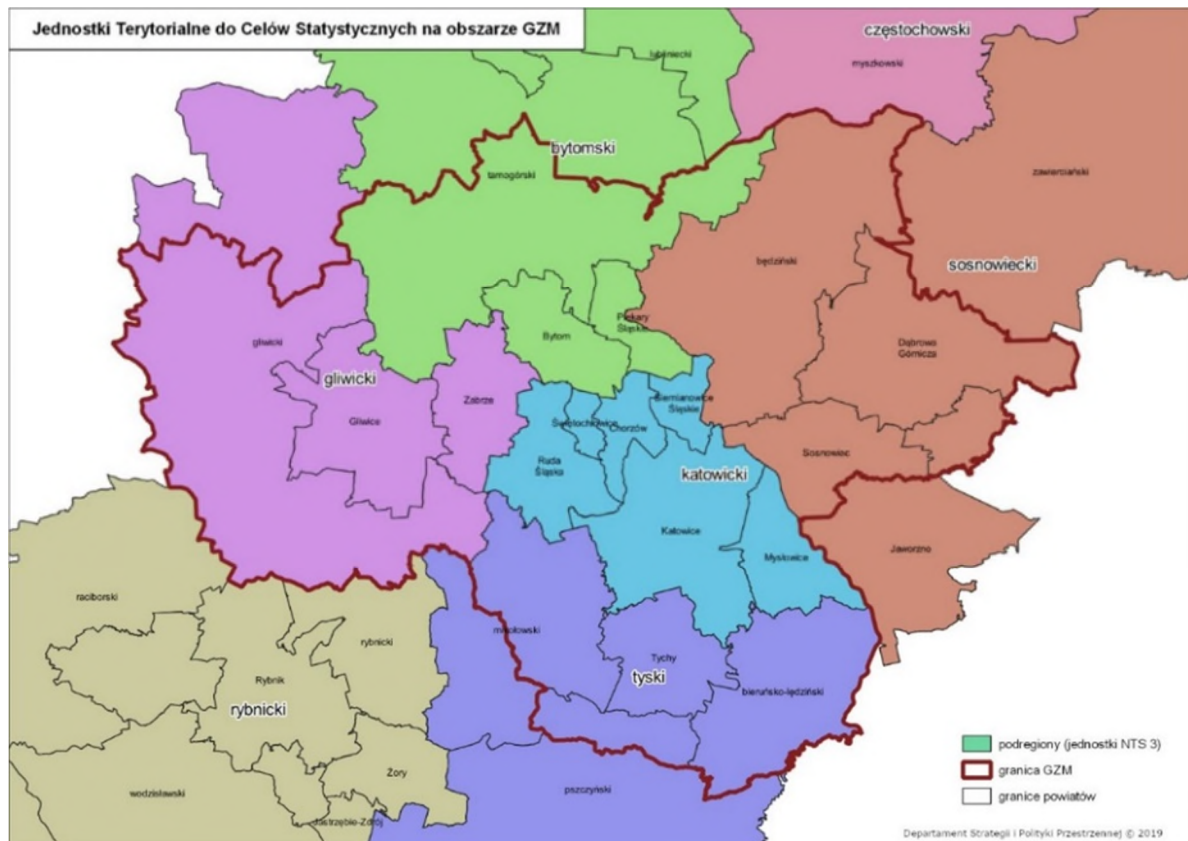 Jednostki Terytorialne do Celów Statystycznych na obszarze GZM
częstochowski
lubliniecki
myszkowski
bytomski
tarnogórski
zawierciański
będziński
sosnowiecki
Piekary
Śląskie
Bytom
gliwicki
Dąbrowa
Górnicza
gliwicki
Zabrze
Siemianowice
Śląskie
Gliwice
Świętochłowice
Chorzów
Sosnowiec
Ruda
Śląska
katowicki
Katowice
Mysłowice
Jaworzno
raciborski
mikołowski
rybnicki
Tychy
Rybnik
tyski
bieruńsko-lędziński
rybnicki
podregiony (jednostki NTS 3)
granica GZM
granice powiatów
Żory
pszczyński
wodzisławski
Jastrzębie-Zdrój
Departament Strategii i Polityki Przestrzennej © 2019